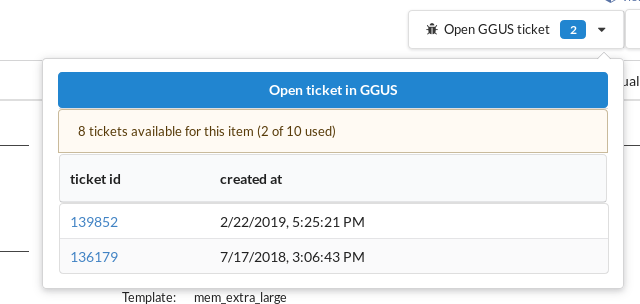 Open GGUS ticket 2
Open ticket in GGUS
8 tickets available for this item (2 of 10 used)
ticket id created at
139852 2/22/2019, 5:25:21 PM
136179 7/17/2018, 3:06:43 PM
Template: mem_extra_large